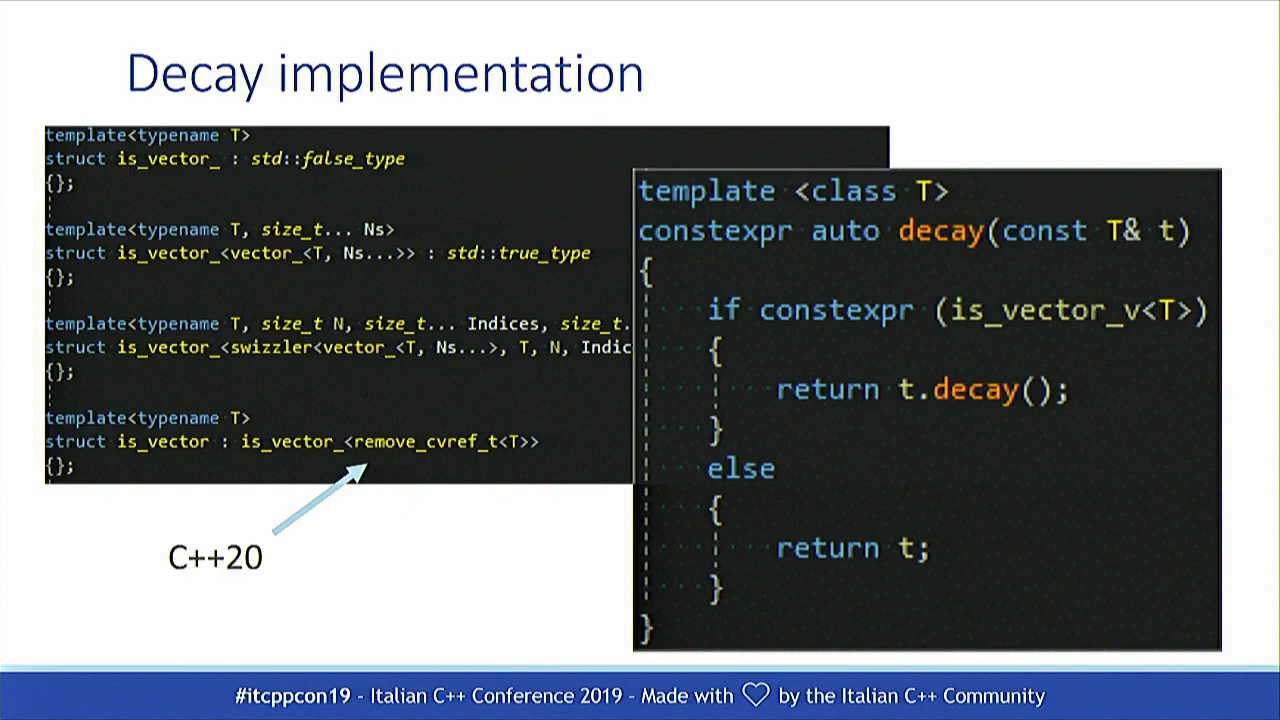 Decay implementation
template<typename T>
struct is_vector_ : std::false_type
{};
template<typename T, size_t... Ns>
struct is_vector_<vector_<T, Ns...>> : std::true_type
{};
template<typename T, size_t N, size_t... Indices, size_t.
struct is_vector_<swizzler<vector_<T, Ns...>, T, N, Indic
{};
template<typename T>
struct is_vector : is_vector_<remove_cvref_t<T>>
{};
C++20
template <class T>
constexpr auto decay(const T& t)
{
if constexpr (is_vector_v<T>)
{
return t.decay();
}
else
{
return t;
}
}
#itcppcon19 - Italian C++ Conference 2019 - Made with ♡ by the Italian C++ Community